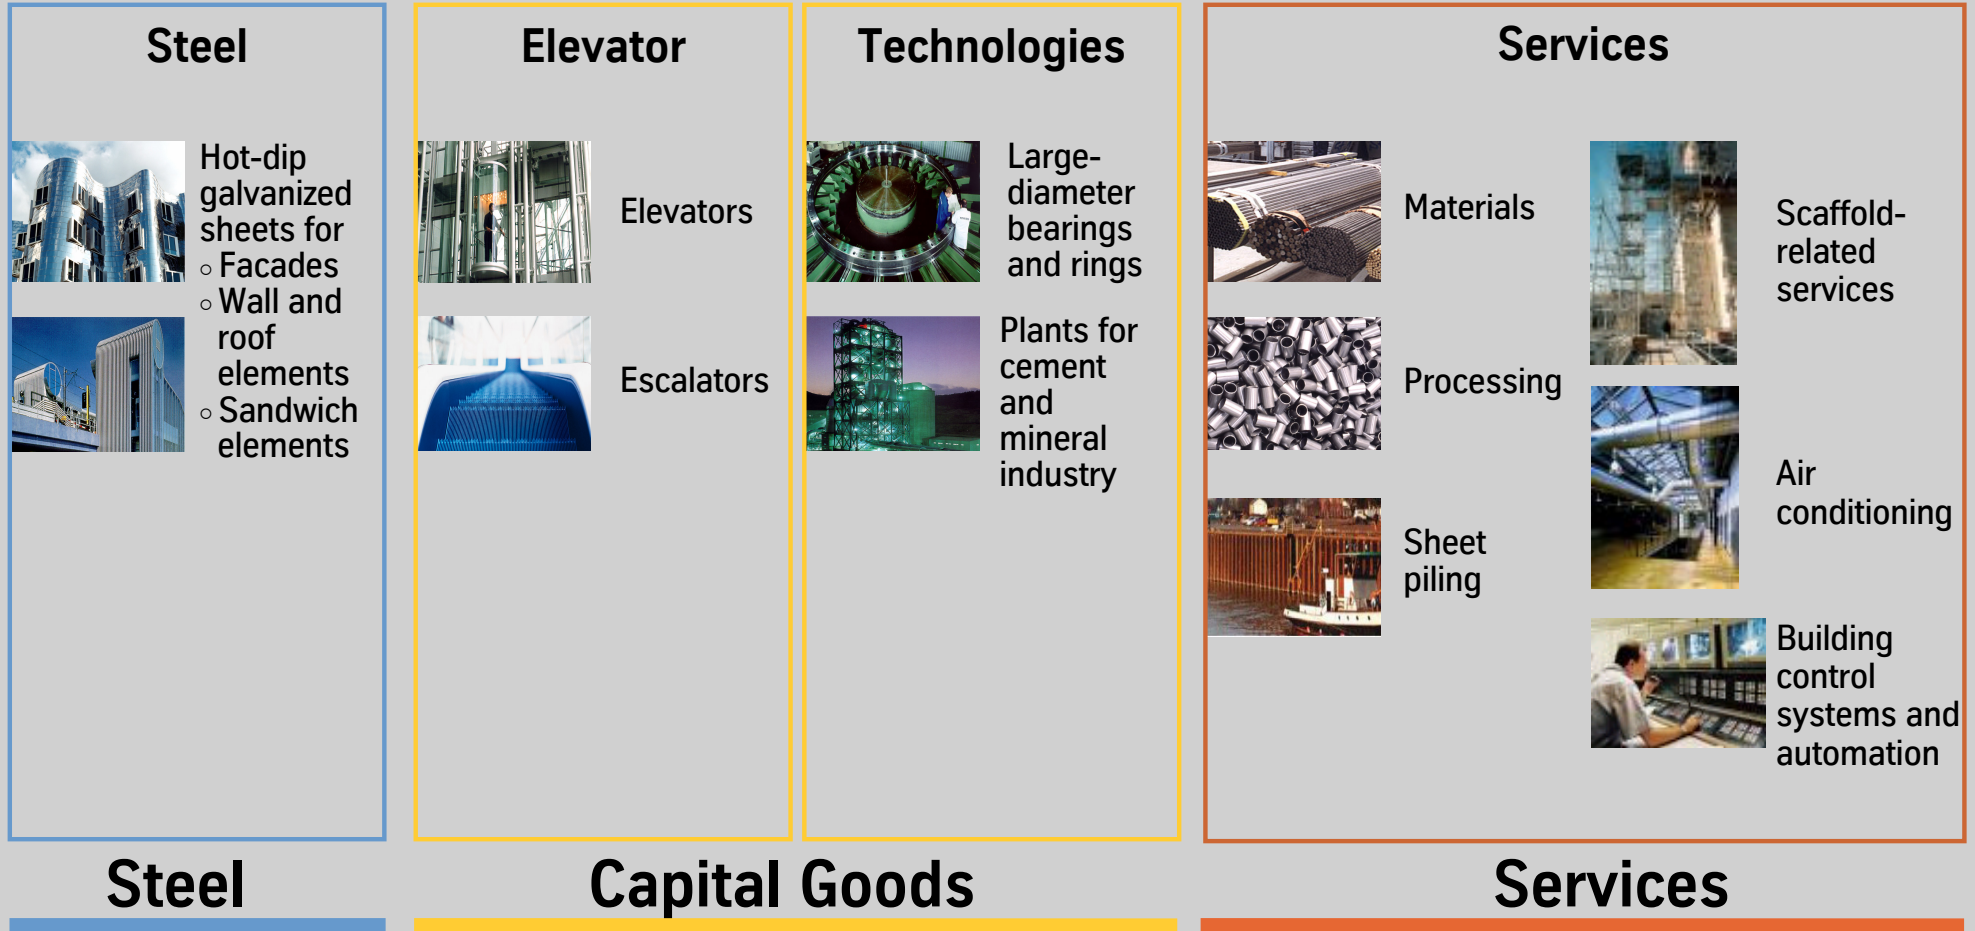 Steel
Hot-dip
galvanized
sheets for
○ Facades
○ Wall and
roof
elements
○ Sandwich
elements
Elevator
Elevators
Escalators
Technologies
Large-
diameter
bearings
and rings
Plants for
cement
and
mineral
industry
Services
Materials
Processing
Sheet
piling
Scaffold-
related
services
Air
conditioning
Building
control
systems and
automation
Steel
Capital Goods
Services